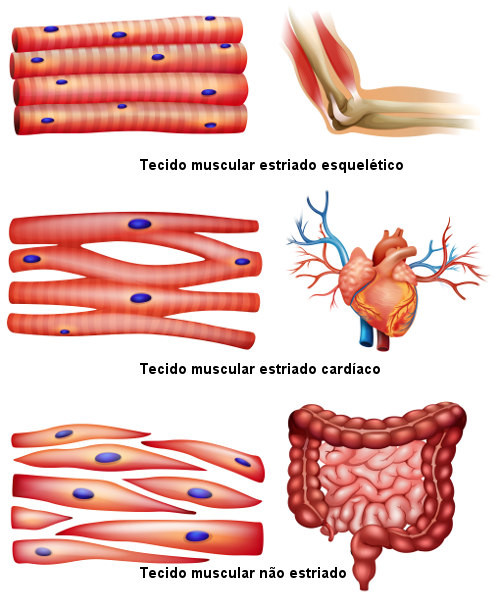 Tecido muscular estriado esquelético
Tecido muscular estriado cardíaco
Tecido muscular não estriado